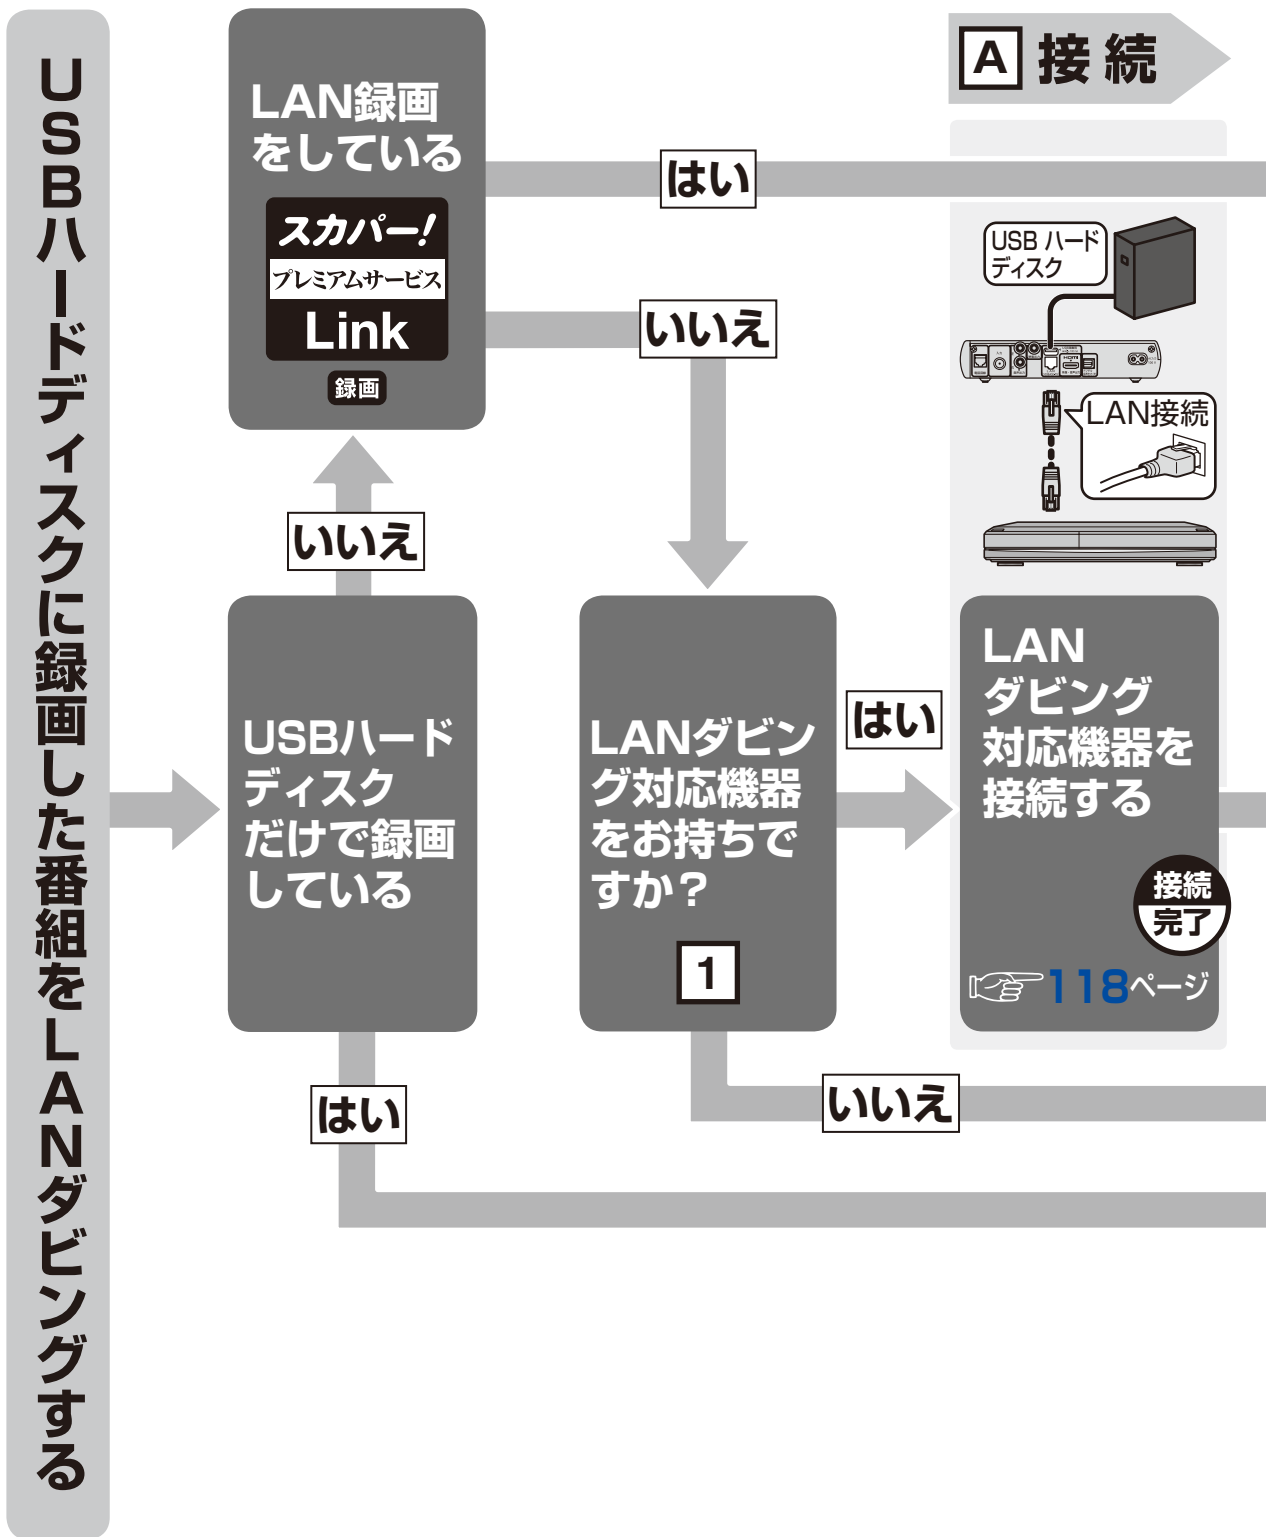 USBハードディスクに録画した番組をLANダビングする
LAN録画
をしている
スカパー!
プレミアムサービス
Link
録画
A 接続
はい
USB ハード
ディスク
いいえ
LAN接続
いいえ
USBハード
ディスク
だけで録画
している
LANダビン
グ対応機器
をお持ちで
すか?
1
はい
LAN
ダビング
対応機器を
接続する
接続
完了
☞118ページ
はい
いいえ